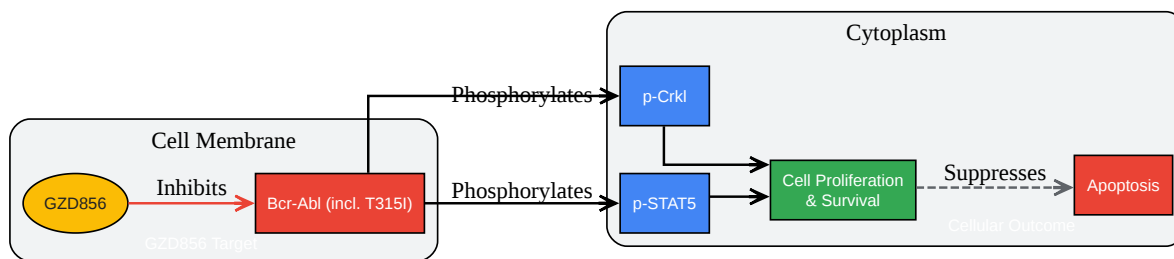 Cytoplasm
Phosphorylates
p-Crkl
Cell Membrane
GZD856
Inhibits
Bcr-Abl (incl. T315I)
Phosphorylates
p-STAT5
Cell Proliferation
& Survival
Suppresses
Apoptosis
GZD856 Target
Cellular Outcome